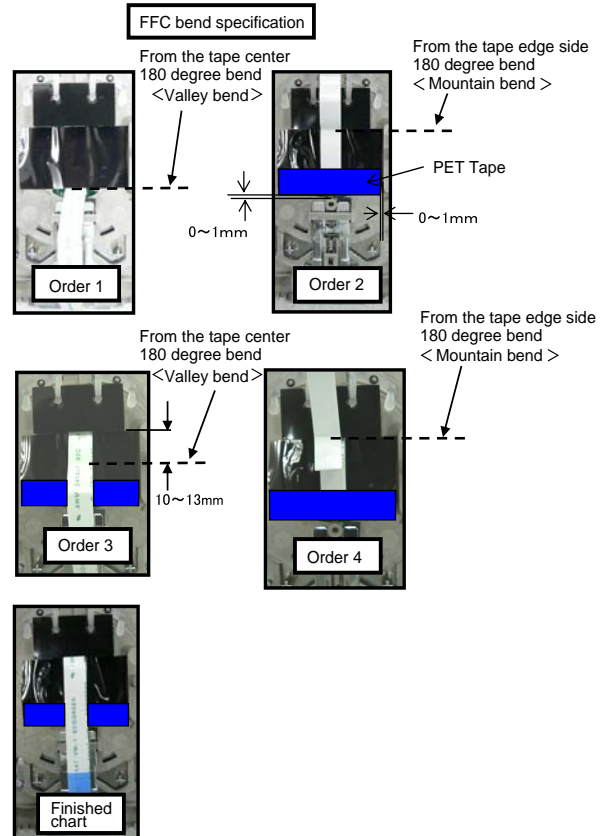 FFC bend specification
From the tape center
180 degree bend
<Valley bend>
From the tape edge side
180 degree bend
< Mountain bend >
PET Tape
0～1mm
0～1mm
Order 1
Order 2
From the tape center
180 degree bend
<Valley bend>
From the tape edge side
180 degree bend
< Mountain bend >
10～13mm
Order 3
Order 4
Finished
chart